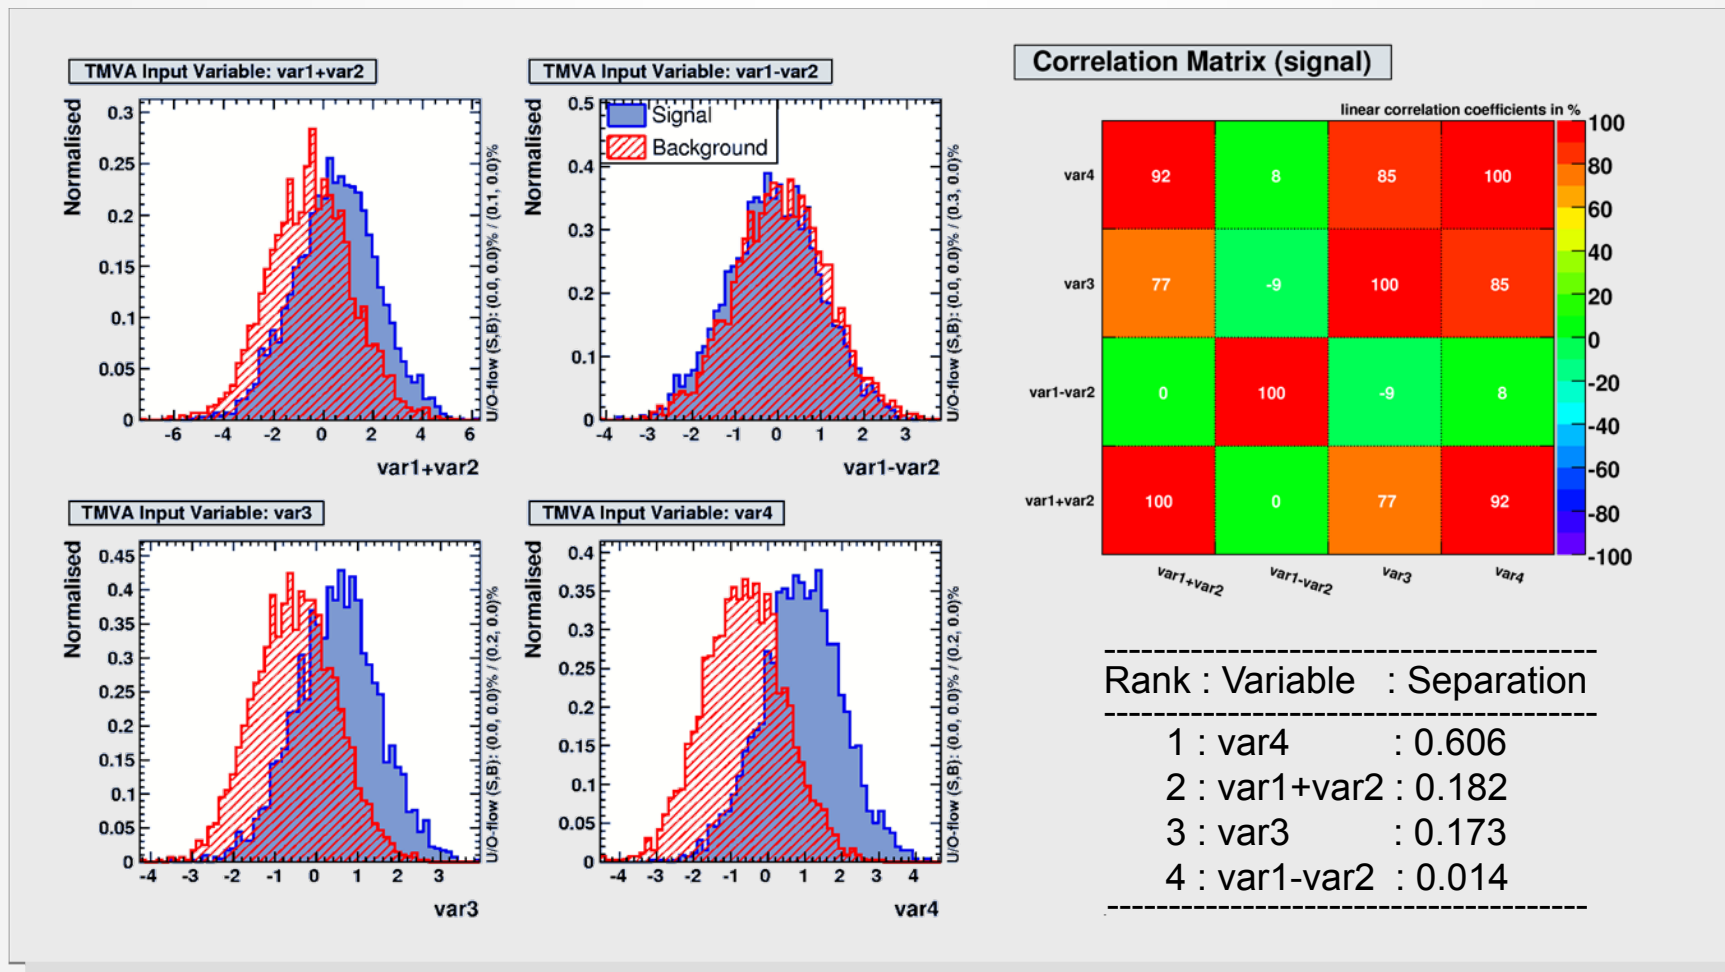 TMVA Input Variable: var1+var2
Normalised
0.3
0.25
0.2
0.15
0.1
0.05
0
-6 -4 -2 0 2 4 6
var1+var2
U/O-flow (S,B): (0.0, 0.0)% / (0.1, 0.0)%
TMVA Input Variable: var1-var2
Normalised
0.5
0.4
0.3
0.2
0.1
0
Signal
Background
-4 -3 -2 -1 0 1 2 3
var1-var2
U/O-flow (S,B): (0.0, 0.0)% / (0.3, 0.0)%
TMVA Input Variable: var3
Normalised
0.45
0.4
0.35
0.3
0.25
0.2
0.15
0.1
0.05
0
-4 -3 -2 -1 0 1 2 3
var3
U/O-flow (S,B): (0.0, 0.0)% / (0.2, 0.0)%
TMVA Input Variable: var4
Normalised
0.4
0.35
0.3
0.25
0.2
0.15
0.1
0.05
0
-4 -3 -2 -1 0 1 2 3 4
var4
U/O-flow (S,B): (0.0, 0.0)% / (0.2, 0.0)%
Correlation Matrix (signal)
linear correlation coefficients in %
var4 92 8 85 100
var3 77 -9 100 85
var1-var2 0 100 -9 8
var1+var2 100 0 77 92
var1+var2 var1-var2 var3 var4
100
80
60
40
20
0
-20
-40
-60
-80
-100
----------------------------------------
Rank : Variable : Separation
----------------------------------------
1 : var4 : 0.606
2 : var1+var2 : 0.182
3 : var3 : 0.173
4 : var1-var2 : 0.014
---------------------------------------